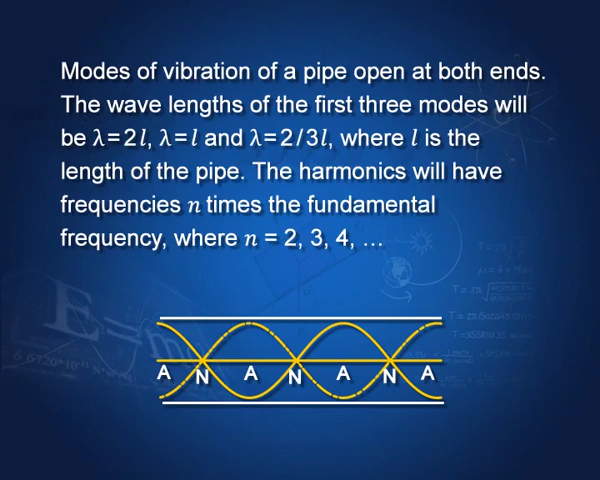 Modes of vibration of a pipe open at both ends.
The wave lengths of the first three modes will
be λ=2l, λ=l and λ=2/3l, where l is the
length of the pipe. The harmonics will have
frequencies n times the fundamental
frequency, where n = 2, 3, 4, ...
A N A N A N A